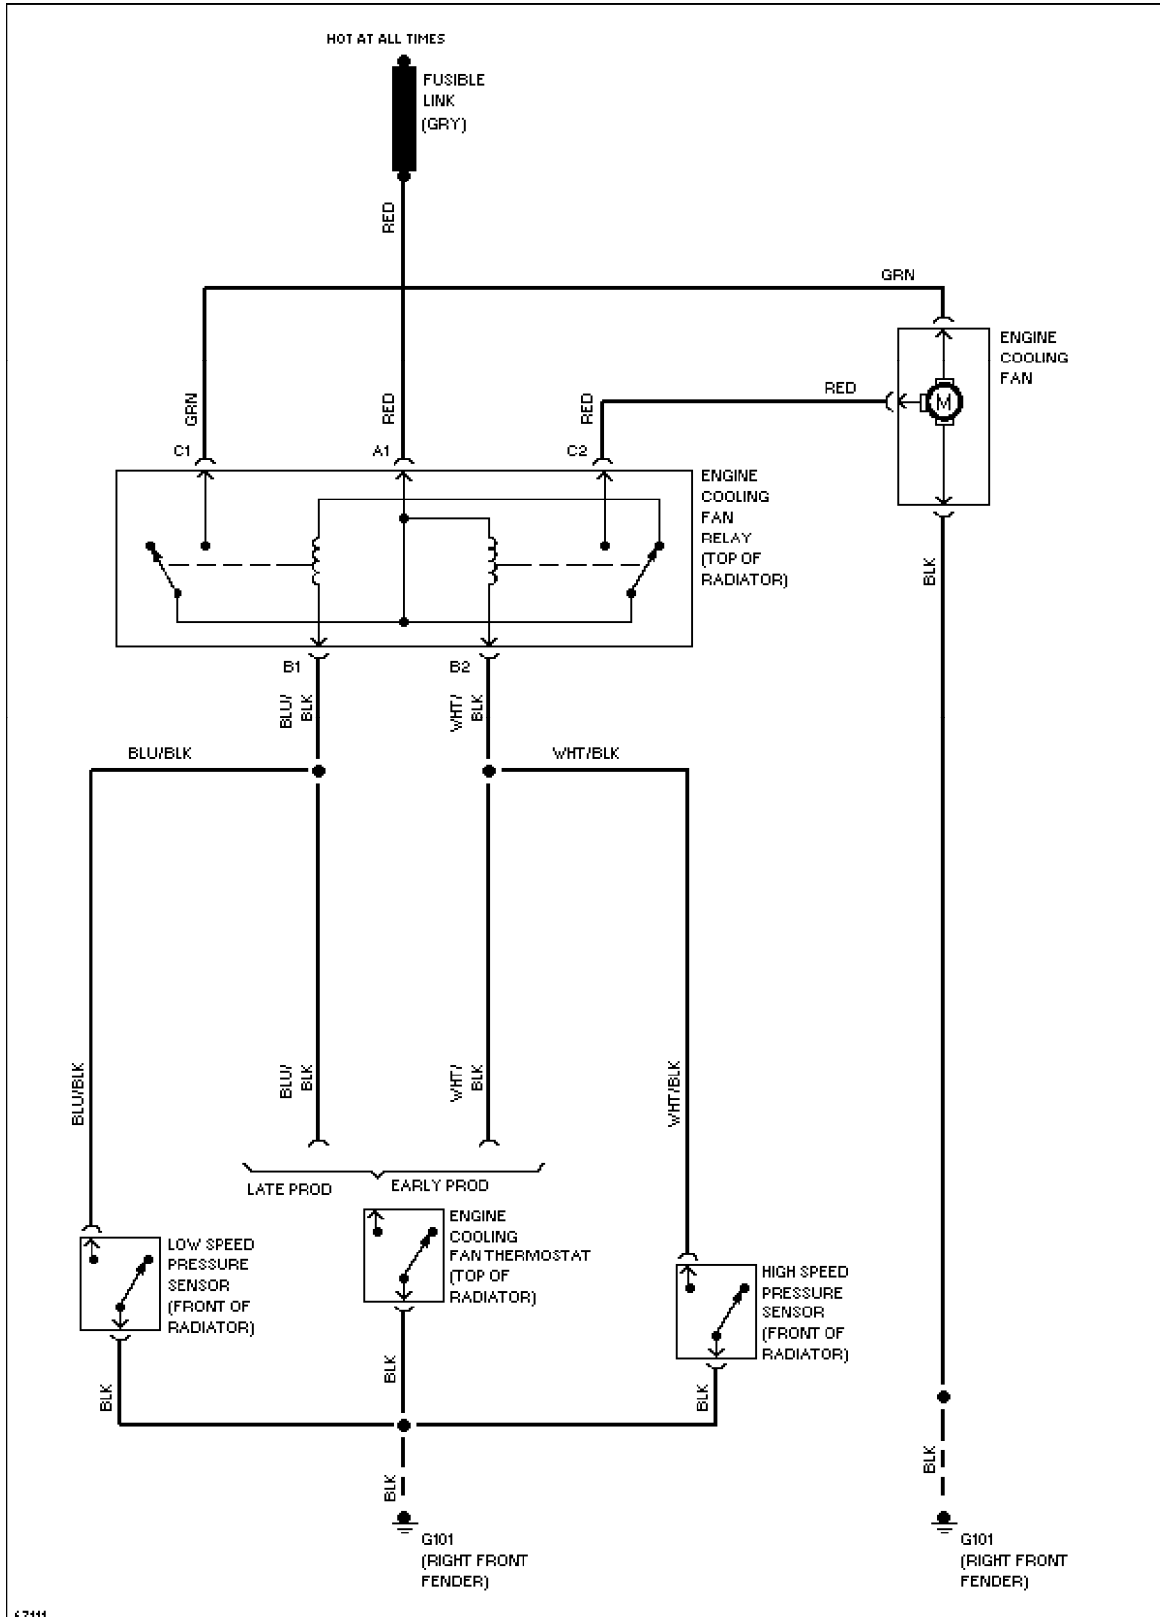 HOT AT ALL TIMES
FUSIBLE
LINK
(GRY)
RED
GRN
ENGINE
COOLING
FAN
M
RED
GRN
RED
RED
C1
A1
C2
ENGINE
COOLING
FAN
RELAY
(TOP OF
RADIATOR)
BLK
B1
B2
BLU/
BLK
WHT/
BLK
BLU/BLK
WHT/BLK
BLU/BLK
BLU/
BLK
WHT/
BLK
WHT/BLK
LATE PROD
EARLY PROD
LOW SPEED
PRESSURE
SENSOR
(FRONT OF
RADIATOR)
ENGINE
COOLING
FAN THERMOSTAT
(TOP OF
RADIATOR)
HIGH SPEED
PRESSURE
SENSOR
(FRONT OF
RADIATOR)
BLK
BLK
BLK
BLK
BLK
G101
(RIGHT FRONT
FENDER)
G101
(RIGHT FRONT
FENDER)